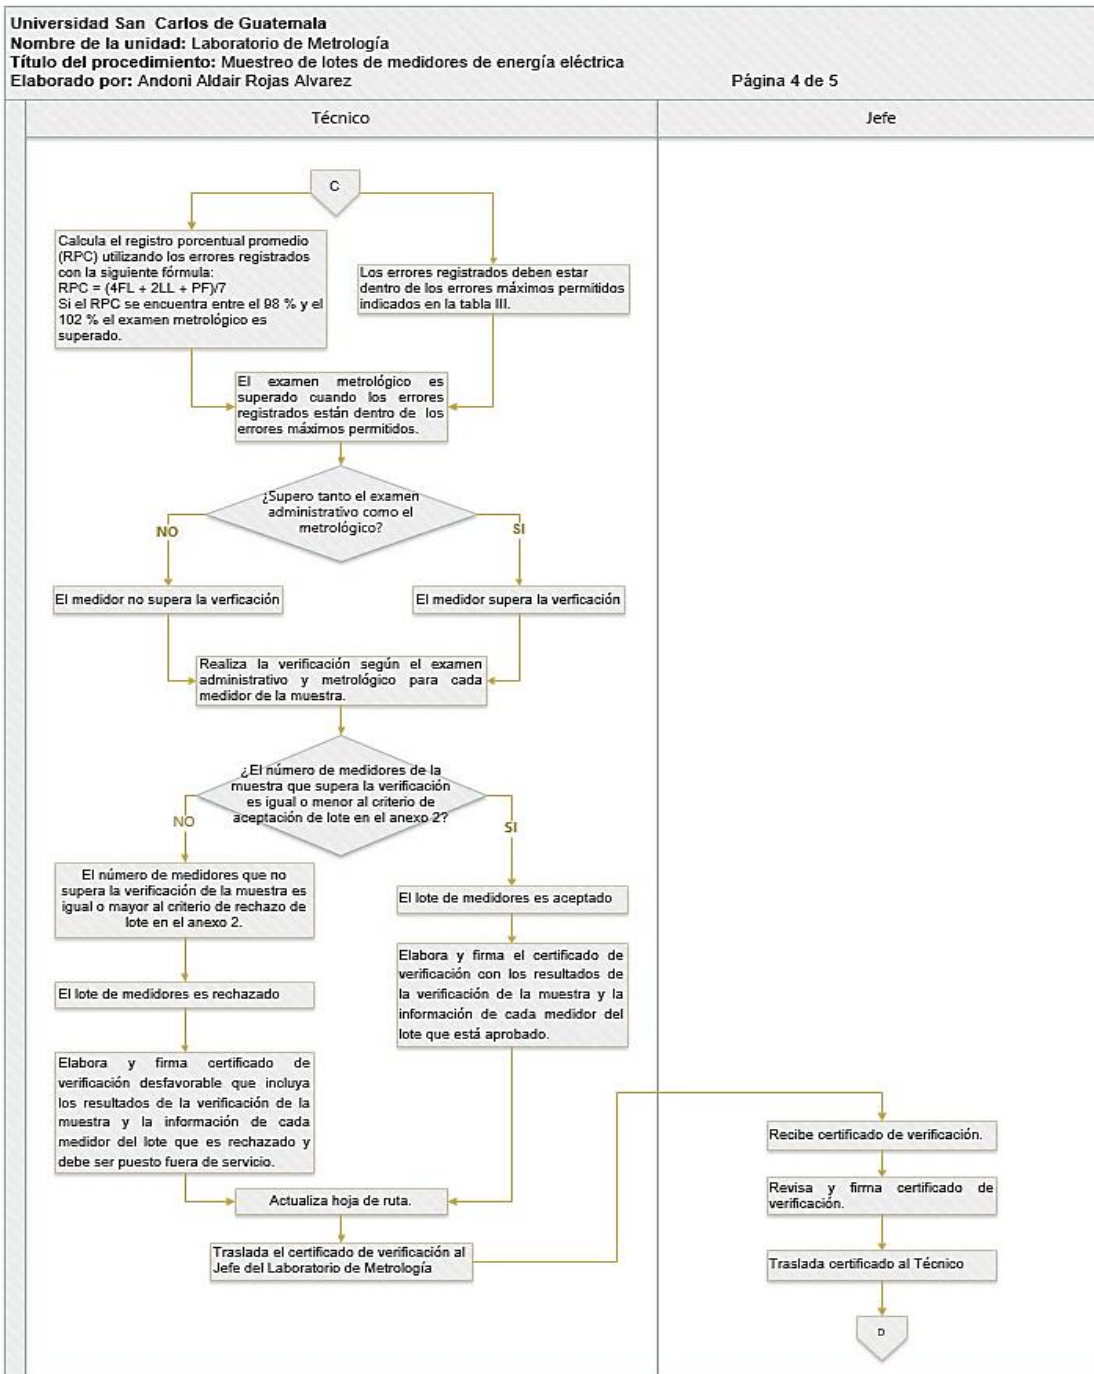 Universidad San Carlos de Guatemala
Nombre de la unidad: Laboratorio de Metrología
Título del procedimiento: Muestreo de lotes de medidores de energía eléctrica
Elaborado por: Andoni Aldair Rojas Alvarez
Página 4 de 5
Técnico
Jefe
C
Calcula el registro porcentual promedio
(RPC) utilizando los errores registrados
con la siguiente fórmula:
RPC = (4FL + 2LL + PF)/7
Si el RPC se encuentra entre el 98 % y el
102 % el examen metrológico es
superado.
Los errores registrados deben estar
dentro de los errores máximos permitidos
indicados en la tabla III.
El examen metrológico es
superado cuando los errores
registrados están dentro de los
errores máximos permitidos.
¿Supero tanto el examen
administrativo como el
metrológico?
NO
SI
El medidor no supera la verficación
El medidor supera la verficación
Realiza la verificación según el examen
administrativo y metrológico para cada
medidor de la muestra.
¿El número de medidores de la
muestra que supera la verificación
es igual o menor al criterio de
aceptación de lote en el anexo 2?
NO
SI
El número de medidores que no
supera la verificación de la muestra es
igual o mayor al criterio de rechazo de
lote en el anexo 2.
El lote de medidores es aceptado
El lote de medidores es rechazado
Elabora y firma el certificado de
verificación con los resultados de
la verificación de la muestra y la
información de cada medidor del
lote que está aprobado.
Elabora y firma certificado de
verificación desfavorable que incluya
los resultados de la verificación de la
muestra y la información de cada
medidor del lote que es rechazado y
debe ser puesto fuera de servicio.
Actualiza hoja de ruta.
Traslada el certificado de verificación al
Jefe del Laboratorio de Metrología
Recibe certificado de verificación.
Revisa y firma certificado de
verificación.
Traslada certificado al Técnico
D